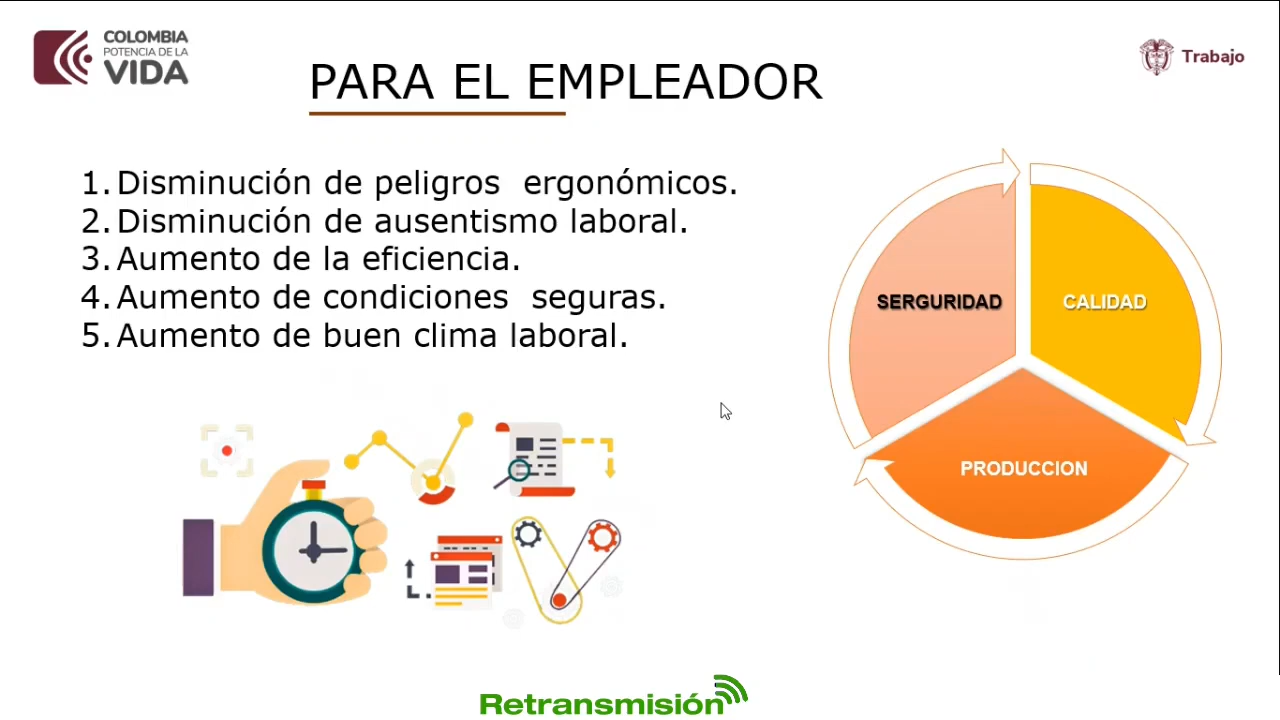 COLOMBIA
POTENCIA DE LA
VIDA
Trabajo
PARA EL EMPLEADOR
1. Disminución de peligros  ergonómicos.
2. Disminución de ausentismo laboral.
3. Aumento de la eficiencia.
4. Aumento de condiciones  seguras.
5. Aumento de buen clima laboral.
SERGURIDAD
CALIDAD
PRODUCCION
Retransmisión